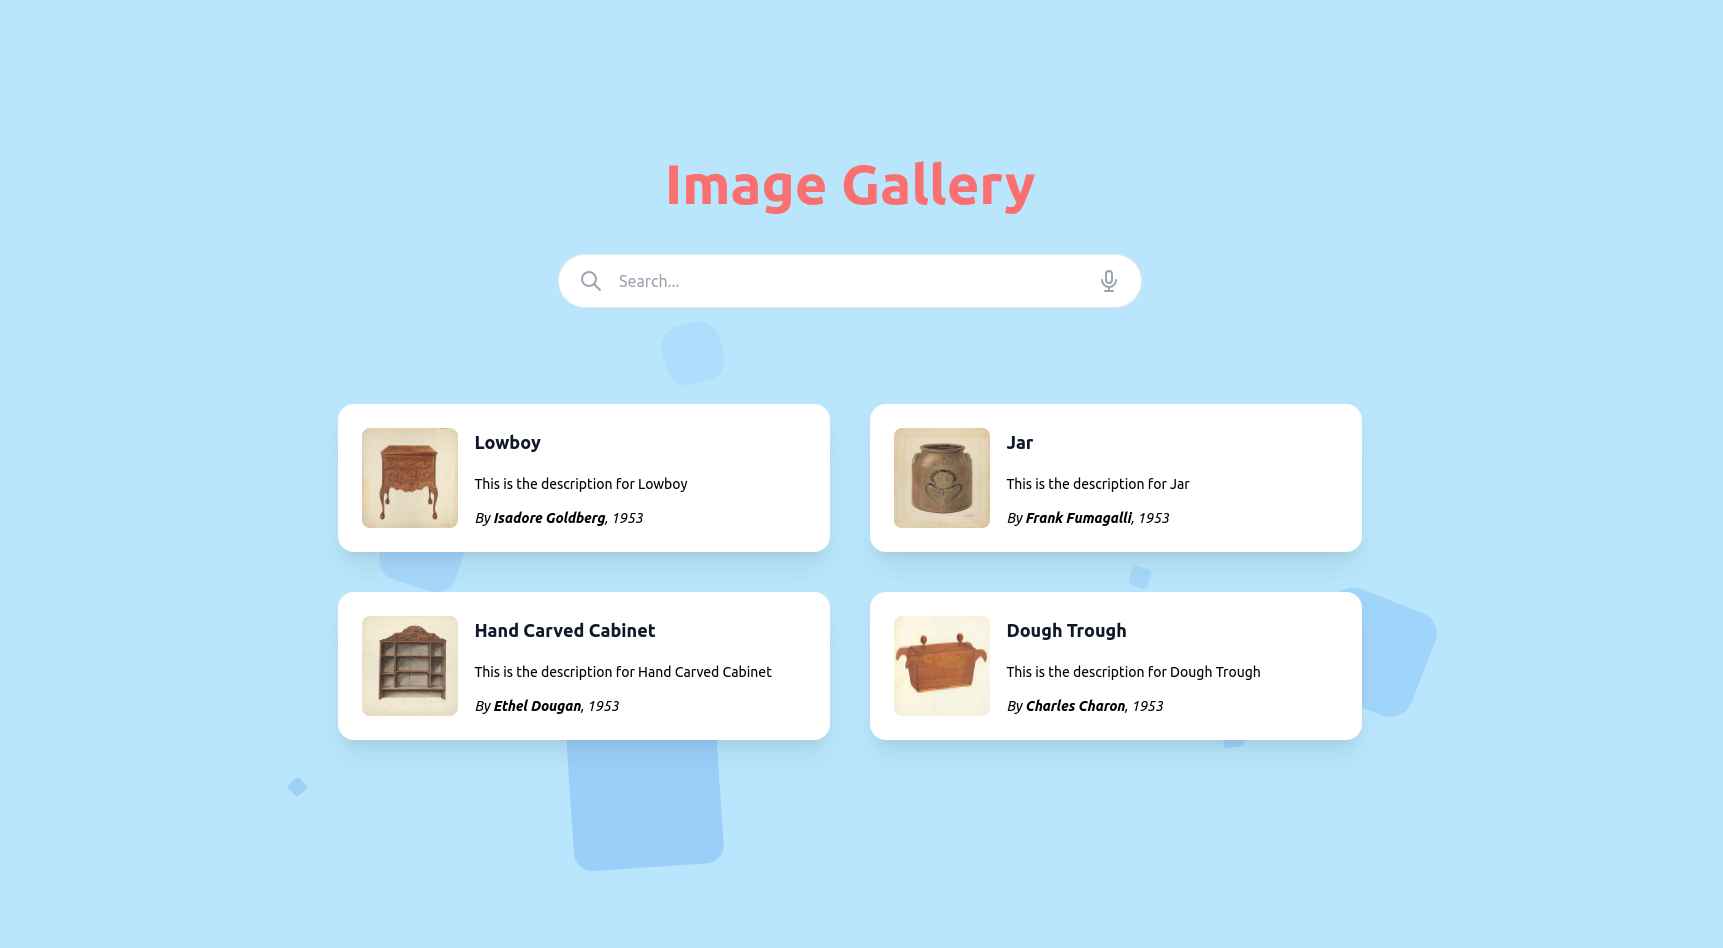 Image Gallery
Search...
Lowboy
This is the description for Lowboy
By Isadore Goldberg, 1953
Jar
This is the description for Jar
By Frank Fumagalli, 1953
Hand Carved Cabinet
This is the description for Hand Carved Cabinet
By Ethel Dougan, 1953
Dough Trough
This is the description for Dough Trough
By Charles Charon, 1953